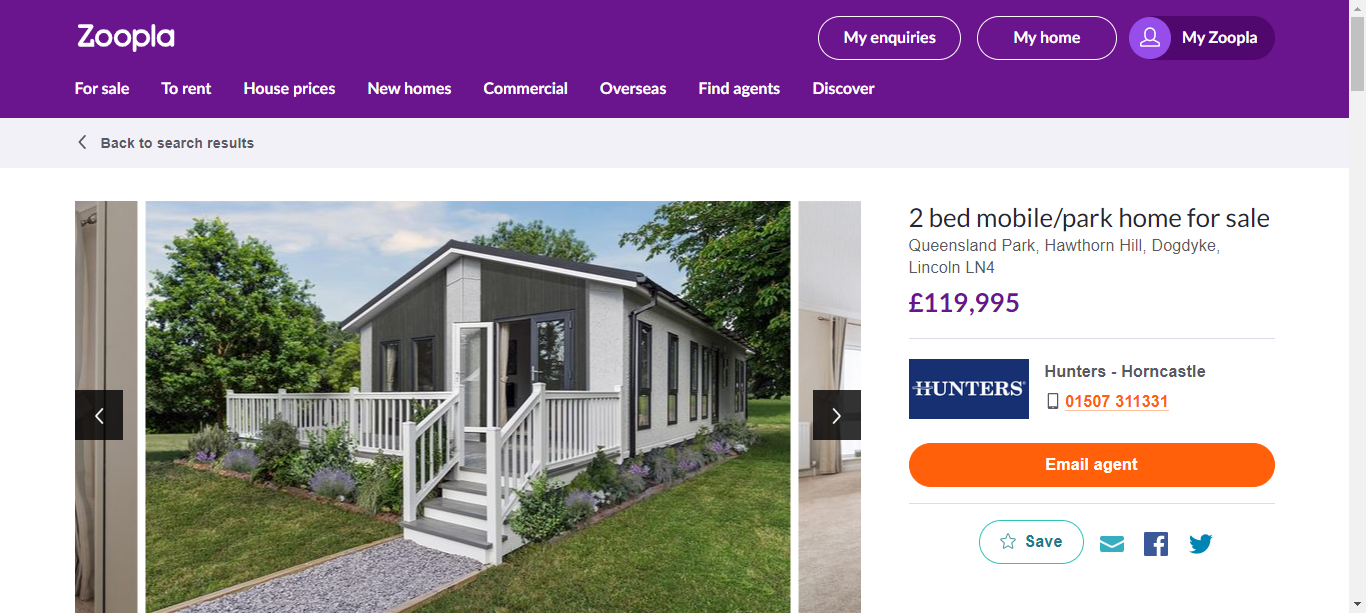 Zoopla
My enquiries
My home
My Zoopla
For sale
To rent
House prices
New homes
Commercial
Overseas
Find agents
Discover
Back to search results
2 bed mobile/park home for sale
Queensland Park, Hawthorn Hill, Dogdyke,
Lincoln LN4
£119,995
HUNTERS
Hunters - Horncastle
01507 311331
Email agent
Save